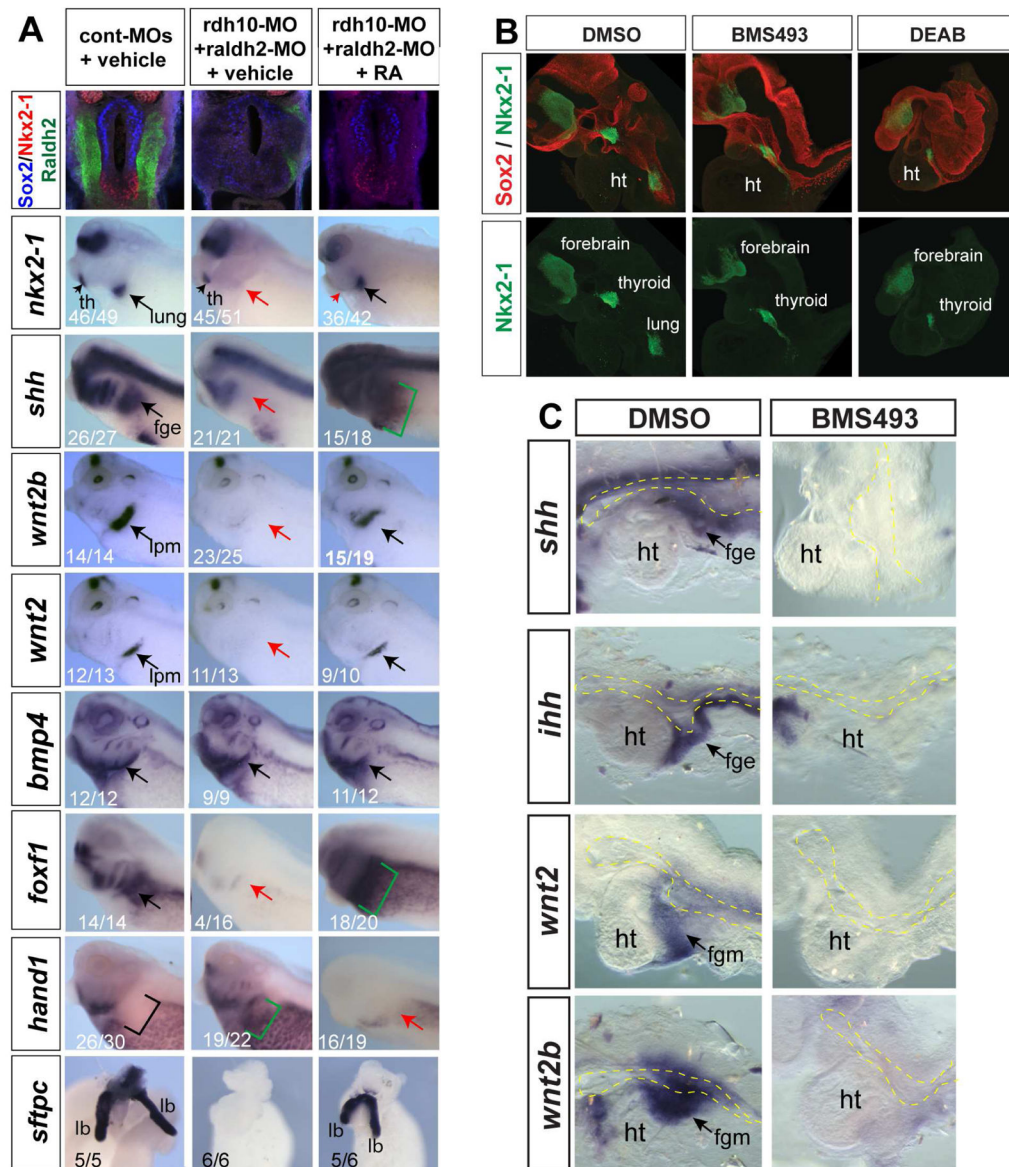 A
cont-MOs
+ vehicle
rdh10-MO
+raldh2-MO
+ vehicle
rdh10-MO
+raldh2-MO
+ RA
Sox2/Nkx2-1
Raldh2
nkx2-1
th
lung
46/49
th
45/51
36/42
shh
fge
26/27
21/21
15/18
wnt2b
lpm
14/14
23/25
15/19
wnt2
lpm
12/13
11/13
9/10
bmp4
12/12
9/9
11/12
foxf1
14/14
4/16
18/20
hand1
26/30
19/22
16/19
sftpc
lb
lb
5/5
6/6
lb
lb
5/6
B
DMSO
BMS493
DEAB
Sox2 / Nkx2-1
ht
ht
ht
Nkx2-1
forebrain
thyroid
lung
forebrain
thyroid
forebrain
thyroid
C
DMSO
BMS493
shh
ht
fge
ht
ihh
ht
fge
ht
wnt2
ht
fgm
ht
wnt2b
ht
fgm
ht